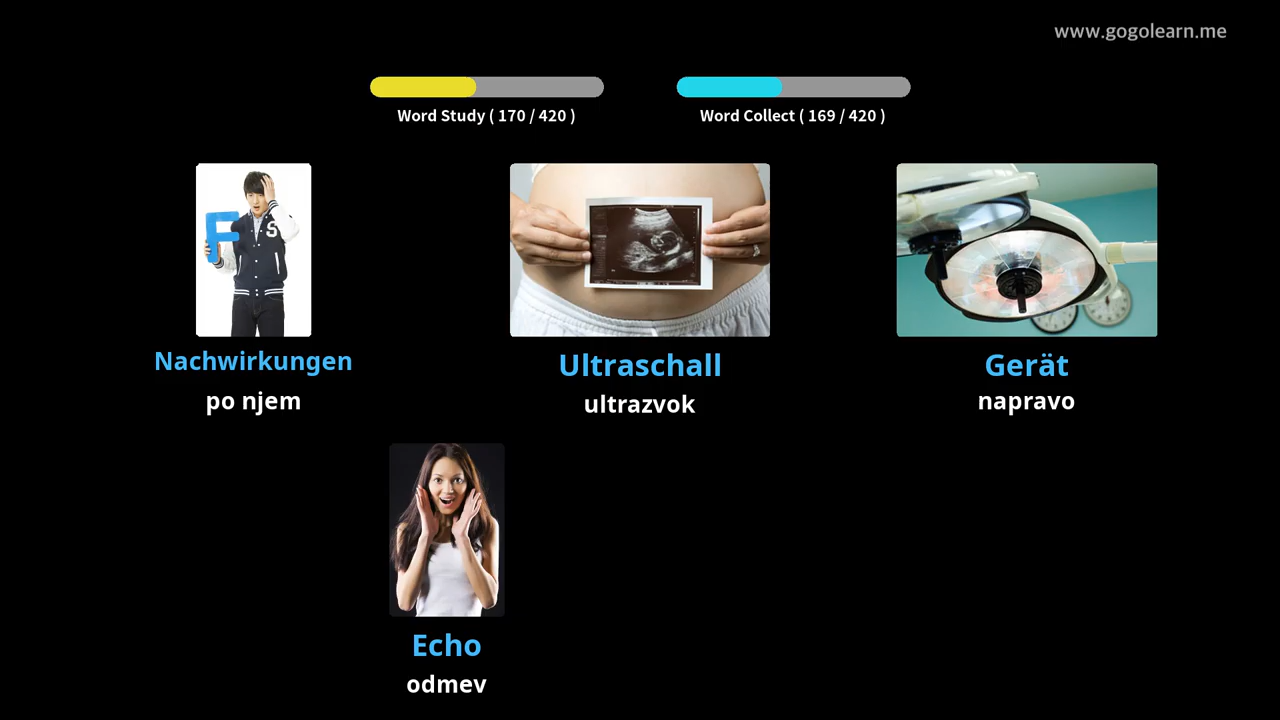 www.gogolearn.me
Word Study ( 170 / 420 )
Word Collect ( 169 / 420 )
F
S
Nachwirkungen
po njem
Ultraschall
ultrazvok
Gerät
napravo
Echo
odmev